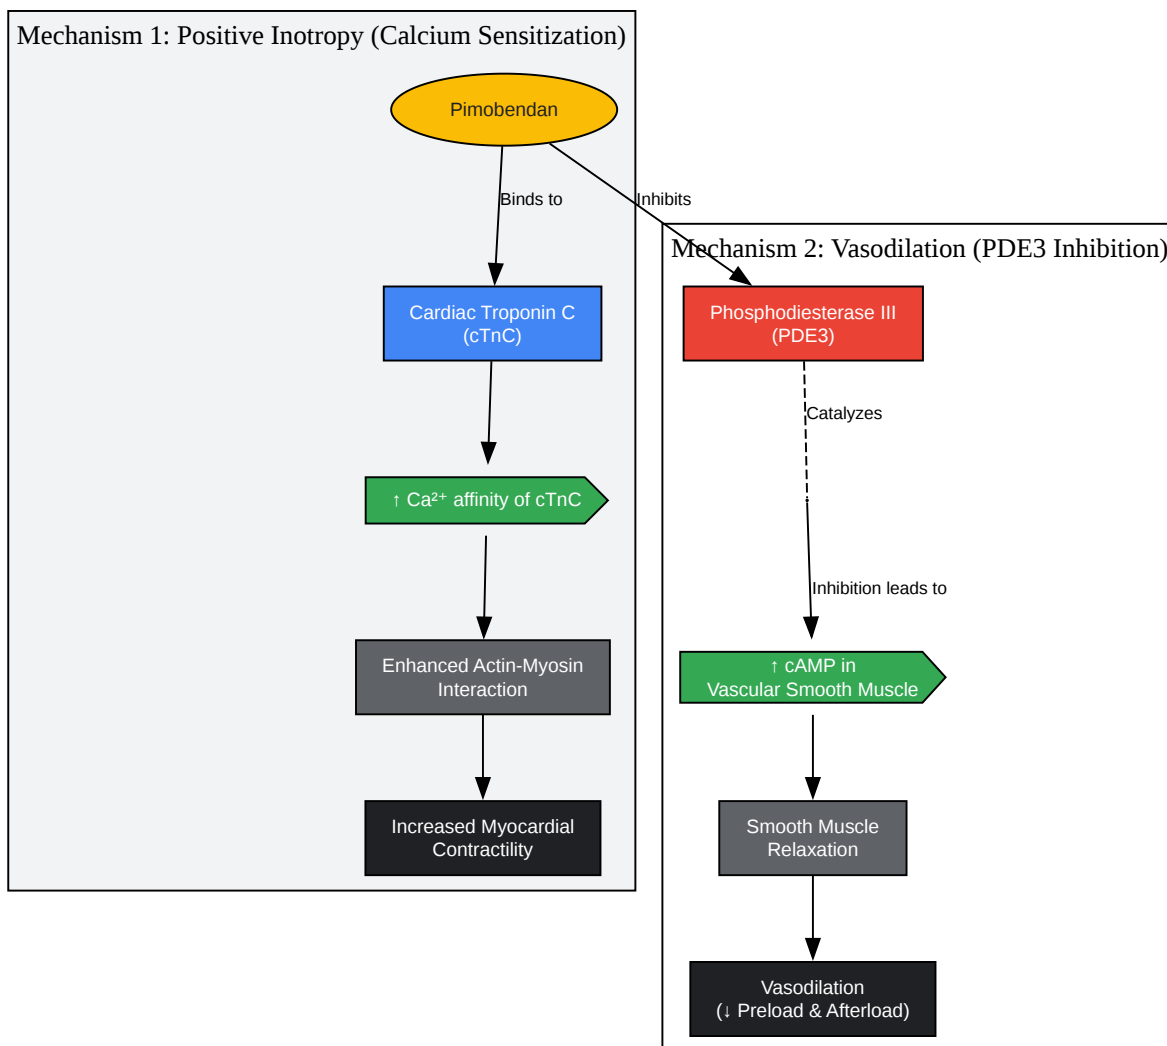 Mechanism 1: Positive Inotropy (Calcium Sensitization)
Pimobendan
Binds to
Inhibits
Mechanism 2: Vasodilation (PDE3 Inhibition)
Cardiac Troponin C
(cTnC)
Phosphodiesterase III
(PDE3)
Catalyzes
↑ Ca²⁺ affinity of cTnC
Inhibition leads to
Enhanced Actin-Myosin
Interaction
↑ cAMP in
Vascular Smooth Muscle
Increased Myocardial
Contractility
Smooth Muscle
Relaxation
Vasodilation
(↓ Preload & Afterload)